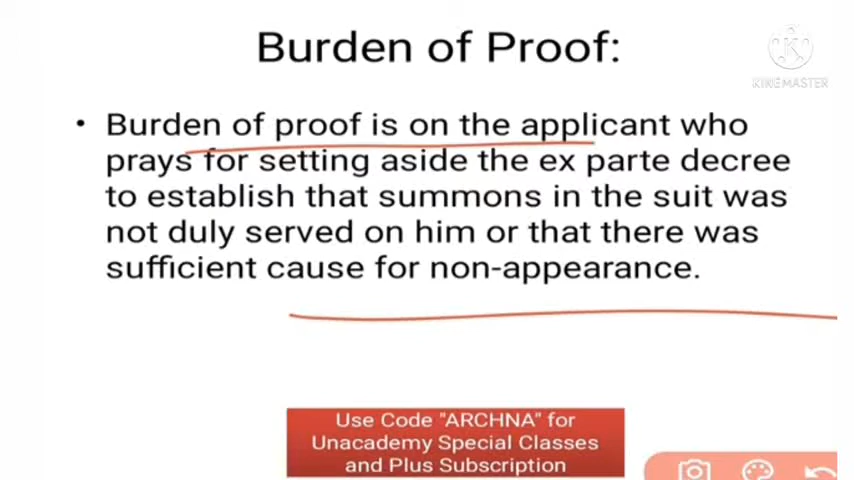 Burden of Proof:
KINEMASTER
• Burden of proof is on the applicant who
prays for setting aside the ex parte decree
to establish that summons in the suit was
not duly served on him or that there was
sufficient cause for non-appearance.
Use Code "ARCHNA" for
Unacademy Special Classes
and Plus Subscription